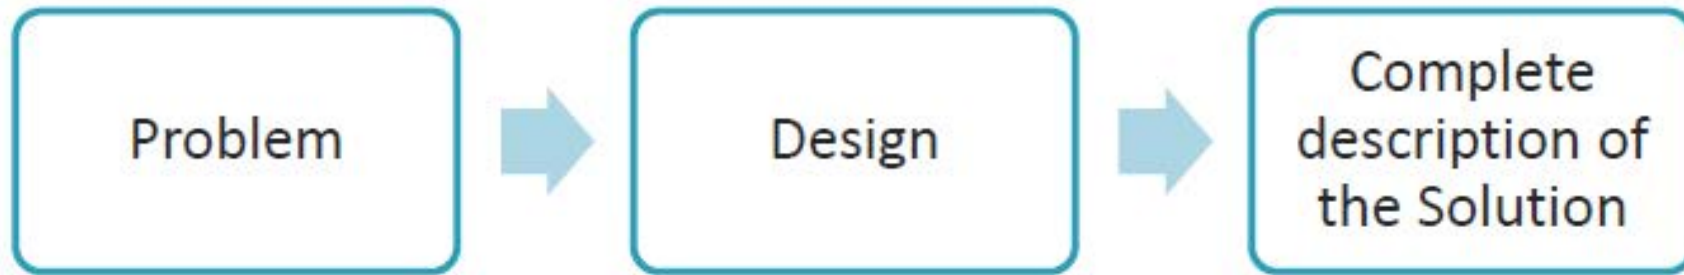 Problem
Design
Complete
description of
the Solution